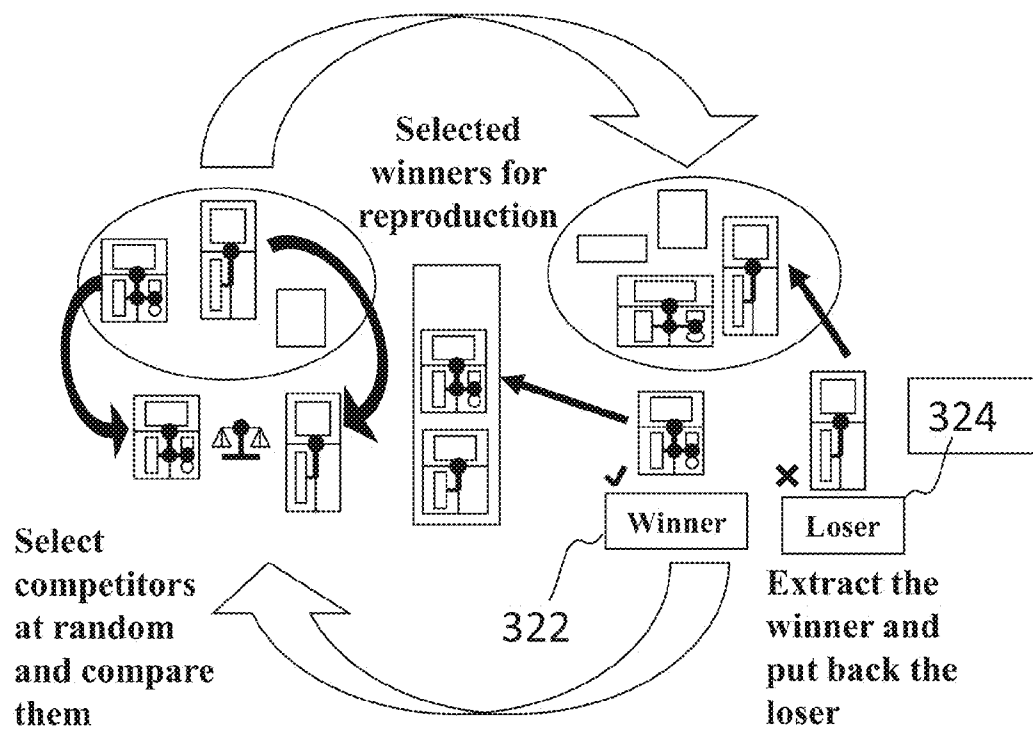 Selected
winners for
reproduction
324
Winner
Loser
322
Select
competitors
at random
and compare
them
Extract the
winner and
put back the
loser